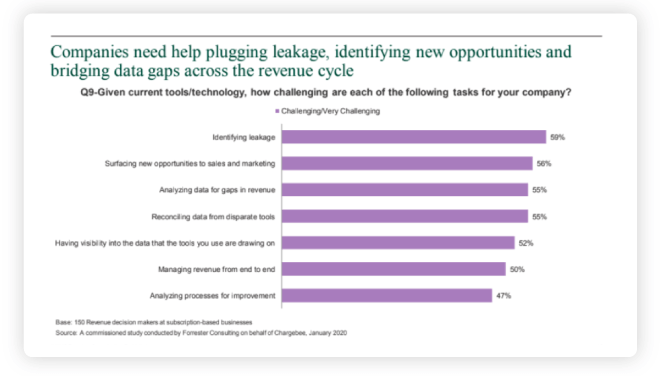 Companies need help plugging leakage, identifying new opportunities and
bridging data gaps across the revenue cycle
Q9-Given current tools/technology, how challenging are each of the following tasks for your company?
Challenging/Very Challenging
Identifying leakage 59%
Surfacing new opportunities to sales and marketing 56%
Analyzing data for gaps in revenue 55%
Reconciling data from disparate tools 55%
Having visibility into the data that the tools you use are drawing on 52%
Managing revenue from end to end 50%
Analyzing processes for improvement 47%
Base: 150 Revenue decision makers at subscription-based businesses
Source: A commissioned study conducted by Forrester Consulting on behalf of Chargebee, January 2020